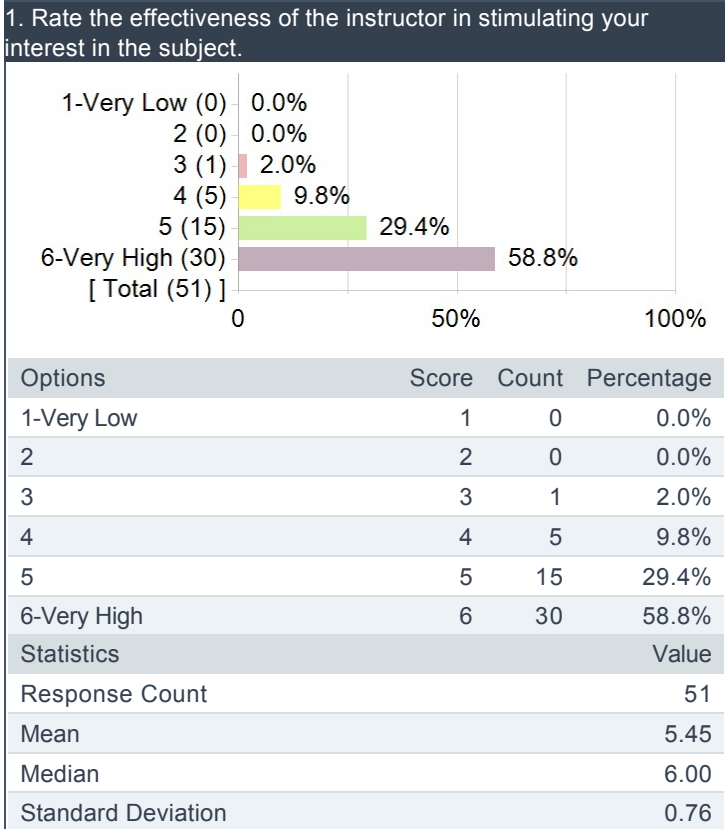 1. Rate the effectiveness of the instructor in stimulating your
interest in the subject.
1-Very Low (0) 0.0%
2 (0) 0.0%
3 (1) 2.0%
4 (5) 9.8%
5 (15) 29.4%
6-Very High (30) 58.8%
[ Total (51) ]
0 50% 100%
Options Score Count Percentage
1-Very Low 1 0 0.0%
2 2 0 0.0%
3 3 1 2.0%
4 4 5 9.8%
5 5 15 29.4%
6-Very High 6 30 58.8%
Statistics Value
Response Count 51
Mean 5.45
Median 6.00
Standard Deviation 0.76